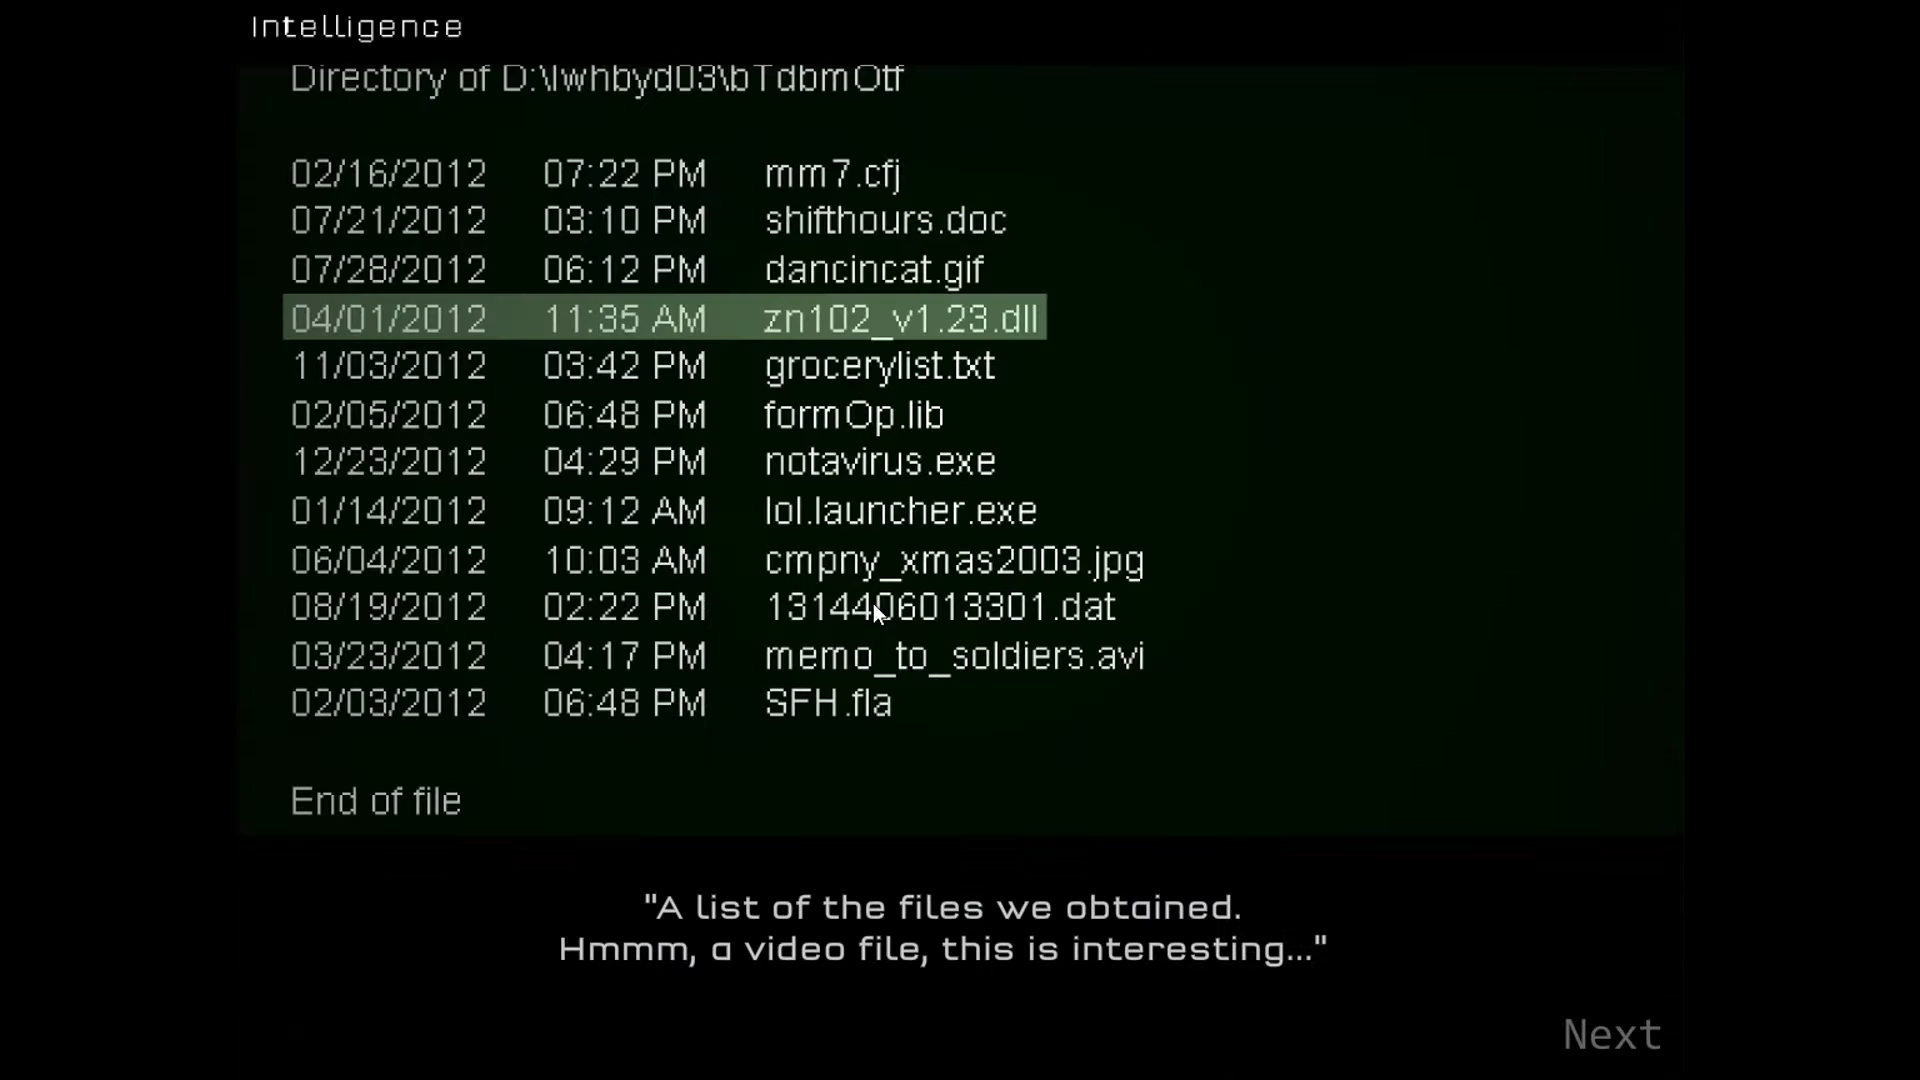 Intelligence
Directory of D:\lwhbyd03\bTdbmOtf
02/16/2012 07:22 PM mm7.cfj
07/21/2012 03:10 PM shifthours.doc
07/28/2012 06:12 PM dancincat.gif
04/01/2012 11:35 AM zn102_v1.23.dll
11/03/2012 03:42 PM grocerylist.txt
02/05/2012 06:48 PM formOp.lib
12/23/2012 04:29 PM notavirus.exe
01/14/2012 09:12 AM lol.launcher.exe
06/04/2012 10:03 AM cmpny_xmas2003.jpg
08/19/2012 02:22 PM 1314406013301.dat
03/23/2012 04:17 PM memo_to_soldiers.avi
02/03/2012 06:48 PM SFH.fla
End of file
"A list of the files we obtained.
Hmmm, a video file, this is interesting..."
Next